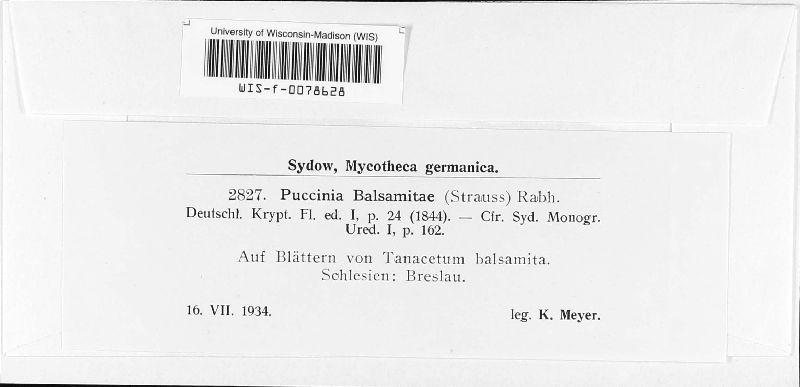 University of Wisconsin-Madison (WIS)
WIS-f-0078628
Sydow, Mycotheca germanica.
2827. Puccinia Balsamitae (Strauss) Rabh.
Deutschl. Krypt. Fl. ed. I, p. 24 (1844). — Cfr. Syd. Monogr.
Ured. I, p. 162.
Auf Blättern von Tanacetum balsamita.
Schlesien: Breslau.
16. VII. 1934.
leg. K. Meyer.